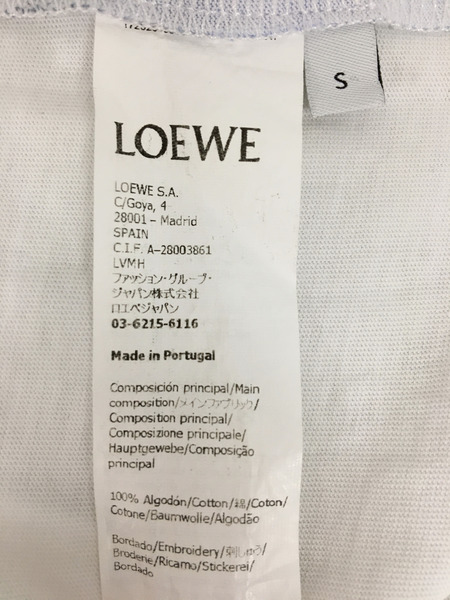 S
LOEWE
LOEWE S.A.
C/Goya, 4
28001 – Madrid
SPAIN
C.I.F. A-28003861
LVMH
ファッション・グループ・
ジャパン株式会社
ロエベジャパン
03-6215-6116
Made in Portugal
Composición principal/Main
composition/メインファブリック/
Composition principal/
Composizione principale/
Hauptgewebe/Composição
principal
100% Algodón/Cotton/綿/Coton/
Cotone/Baumwolle/Algodão
Bordado/Embroidery/刺しゅう/
Broderie/Ricamo/Stickerei/
Bordado